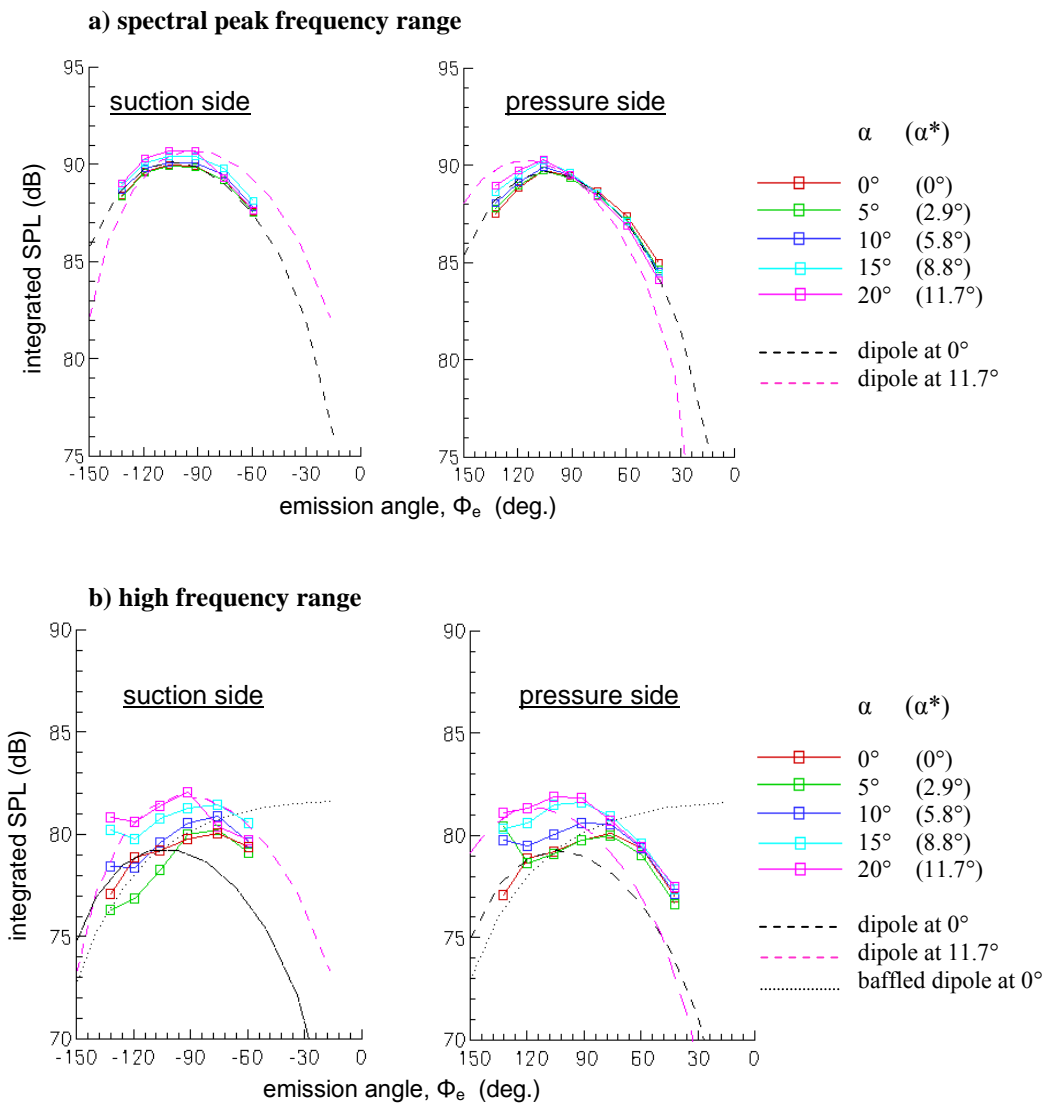 a) spectral peak frequency range
suction side
pressure side
integrated SPL (dB)
95
90
85
80
75
-150 -120 -90 -60 -30 0
95
90
85
80
75
150 120 90 60 30 0
emission angle, Φe (deg.)
α (α*)
0° (0°)
5° (2.9°)
10° (5.8°)
15° (8.8°)
20° (11.7°)
dipole at 0°
dipole at 11.7°
b) high frequency range
suction side
pressure side
integrated SPL (dB)
90
85
80
75
70
-150 -120 -90 -60 -30 0
90
85
80
75
70
150 120 90 60 30 0
emission angle, Φe (deg.)
α (α*)
0° (0°)
5° (2.9°)
10° (5.8°)
15° (8.8°)
20° (11.7°)
dipole at 0°
dipole at 11.7°
baffled dipole at 0°